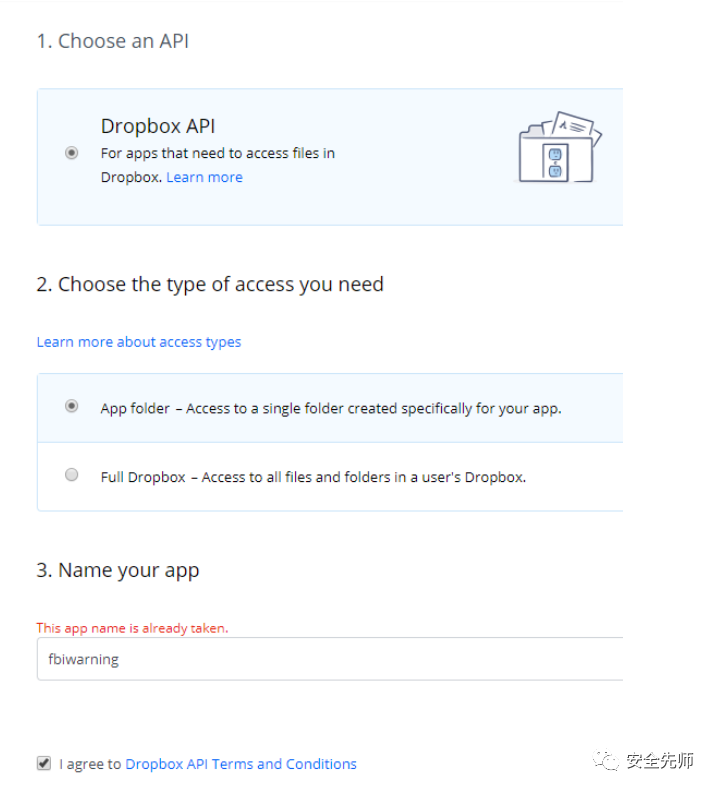 1. Choose an API
Dropbox API
For apps that need to access files in
Dropbox. Learn more
2. Choose the type of access you need
Learn more about access types
App folder – Access to a single folder created specifically for your app.
Full Dropbox – Access to all files and folders in a user's Dropbox.
3. Name your app
This app name is already taken.
fbiwarning
I agree to Dropbox API Terms and Conditions
安全先师